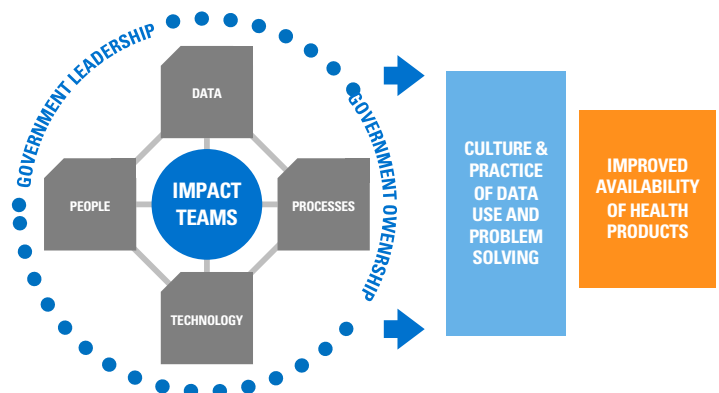 GOVERNMENT LEADERSHIP
DATA
GOVERNMENT OWENRSHIP
PEOPLE
IMPACT
TEAMS
PROCESSES
TECHNOLOGY
CULTURE &
PRACTICE
OF DATA
USE AND
PROBLEM
SOLVING
IMPROVED
AVAILABILITY
OF HEALTH
PRODUCTS